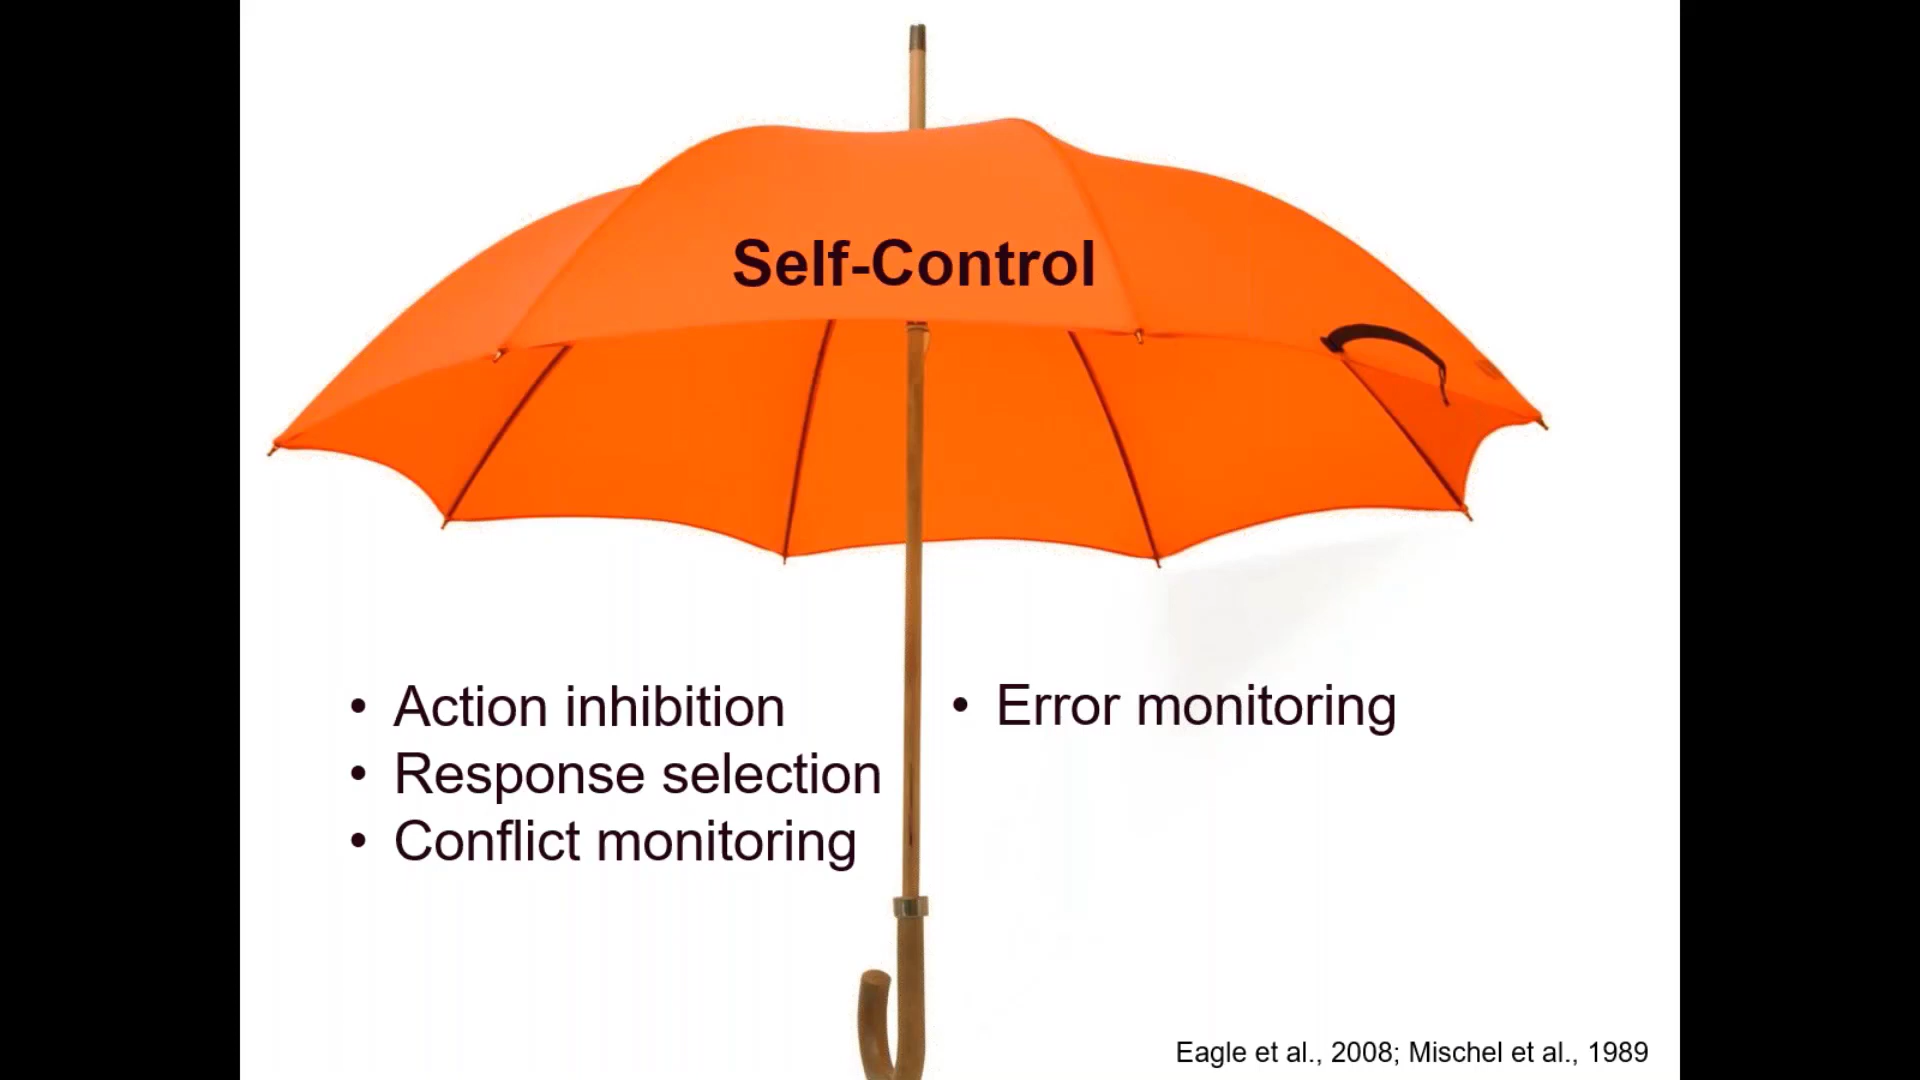 Self-Control
• Action inhibition
• Response selection
• Conflict monitoring
• Error monitoring
Eagle et al., 2008; Mischel et al., 1989